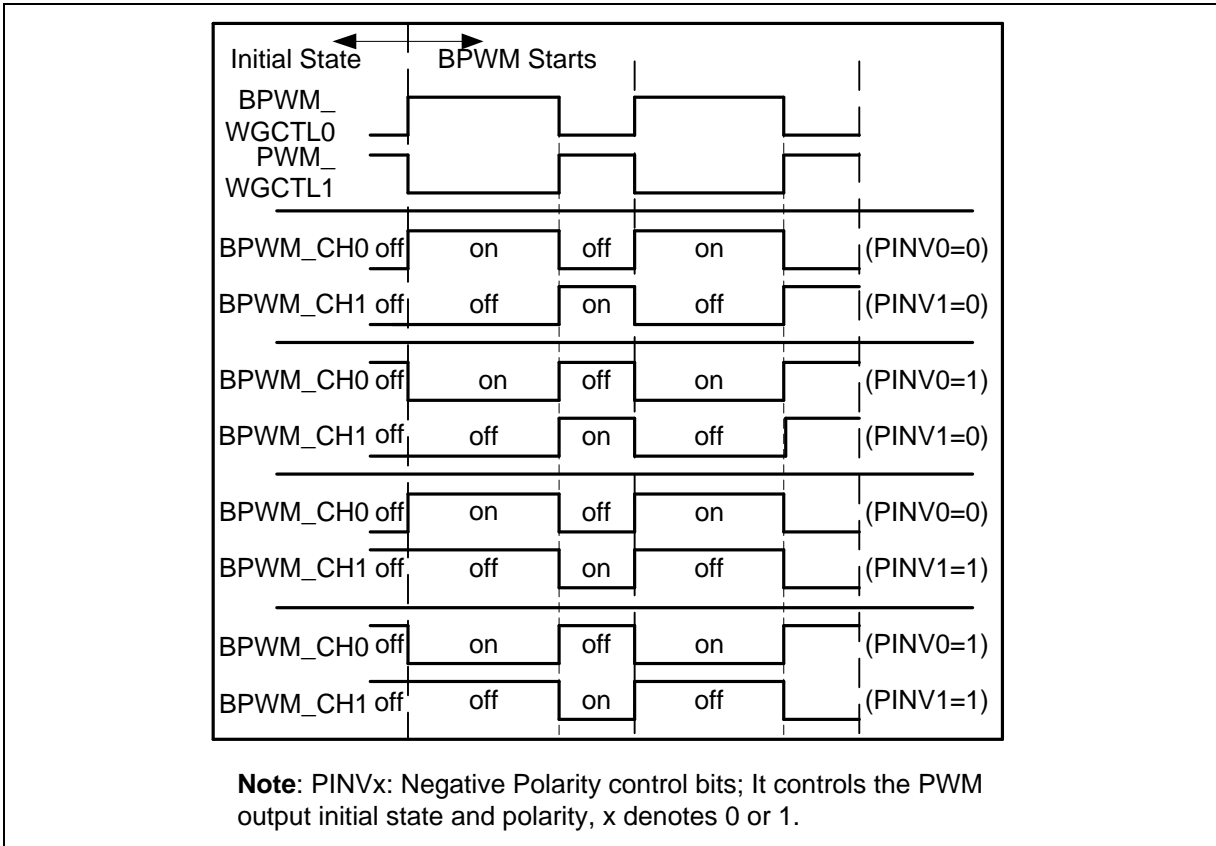 Initial State BPWM Starts
BPWM_
WGCTL0
PWM_
WGCTL1
BPWM_CH0 off on off on (PINV0=0)
BPWM_CH1 off off on off (PINV1=0)
BPWM_CH0 off on off on (PINV0=1)
BPWM_CH1 off off on off (PINV1=0)
BPWM_CH0 off on off on (PINV0=0)
BPWM_CH1 off off on off (PINV1=1)
BPWM_CH0 off on off on (PINV0=1)
BPWM_CH1 off off on off (PINV1=1)
Note: PINVx: Negative Polarity control bits; It controls the PWM
output initial state and polarity, x denotes 0 or 1.